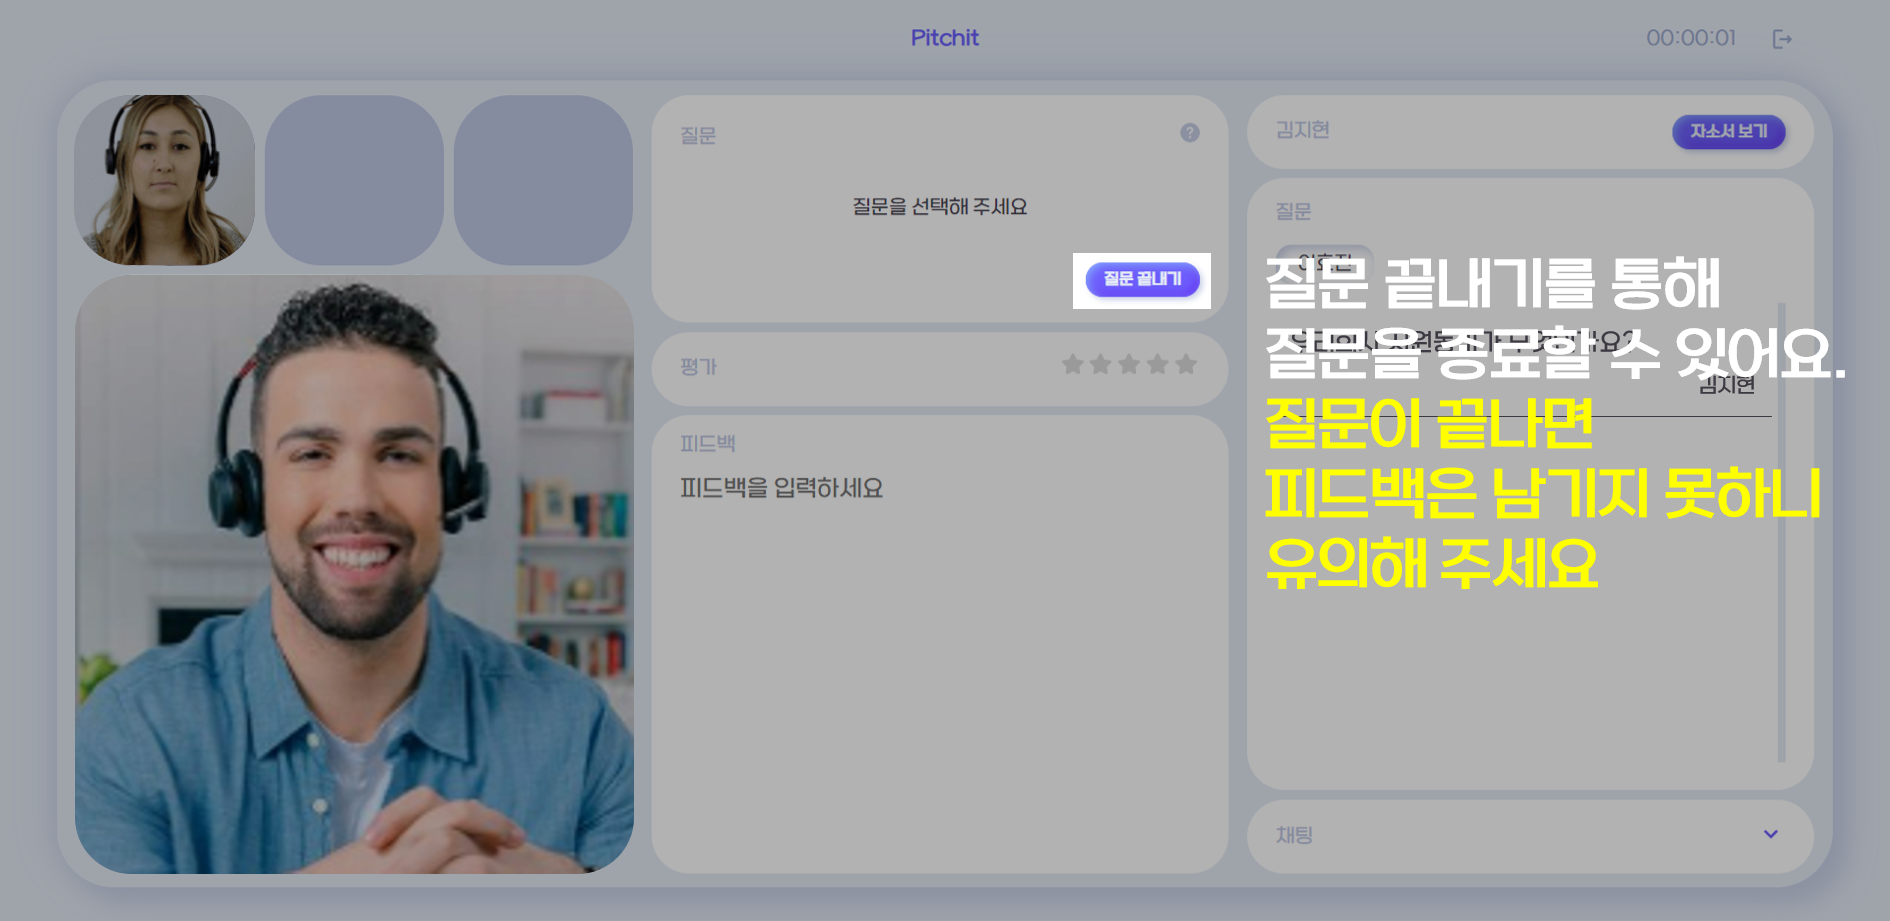 Pitchit
00:00:01
질문
?
질문을 선택해 주세요
질문 끝내기
평가
피드백
피드백을 입력하세요
김지현
자소서 보기
질문
질문 끝내기를 통해
질문을 종료할 수 있어요.
김지현
질문이 끝나면
피드백은 남기지 못하니
유의해 주세요
채팅